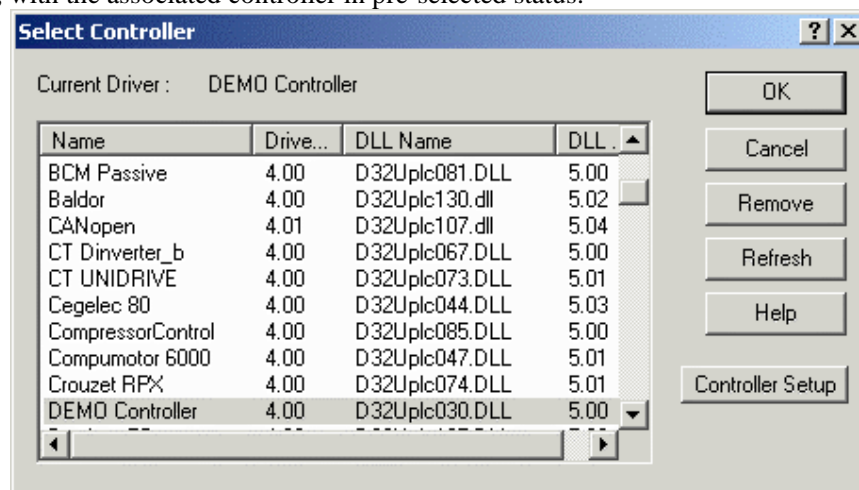 , with the associated controller in pre-selected status.
Select Controller
Current Driver : DEMO Controller
Name Drive... DLL Name DLL .
BCM Passive 4.00 D32Uplc081.DLL 5.00
Baldor 4.00 D32Uplc130.dll 5.02
CANopen 4.01 D32Uplc107.dll 5.04
CT Dinverter_b 4.00 D32Uplc067.DLL 5.00
CT UNIDRIVE 4.00 D32Uplc073.DLL 5.01
Cegelec 80 4.00 D32Uplc044.DLL 5.03
CompressorControl 4.00 D32Uplc085.DLL 5.00
Compumotor 6000 4.00 D32Uplc047.DLL 5.01
Crouzet RPX 4.00 D32Uplc074.DLL 5.01
DEMO Controller 4.00 D32Uplc030.DLL 5.00
OK
Cancel
Remove
Refresh
Help
Controller Setup